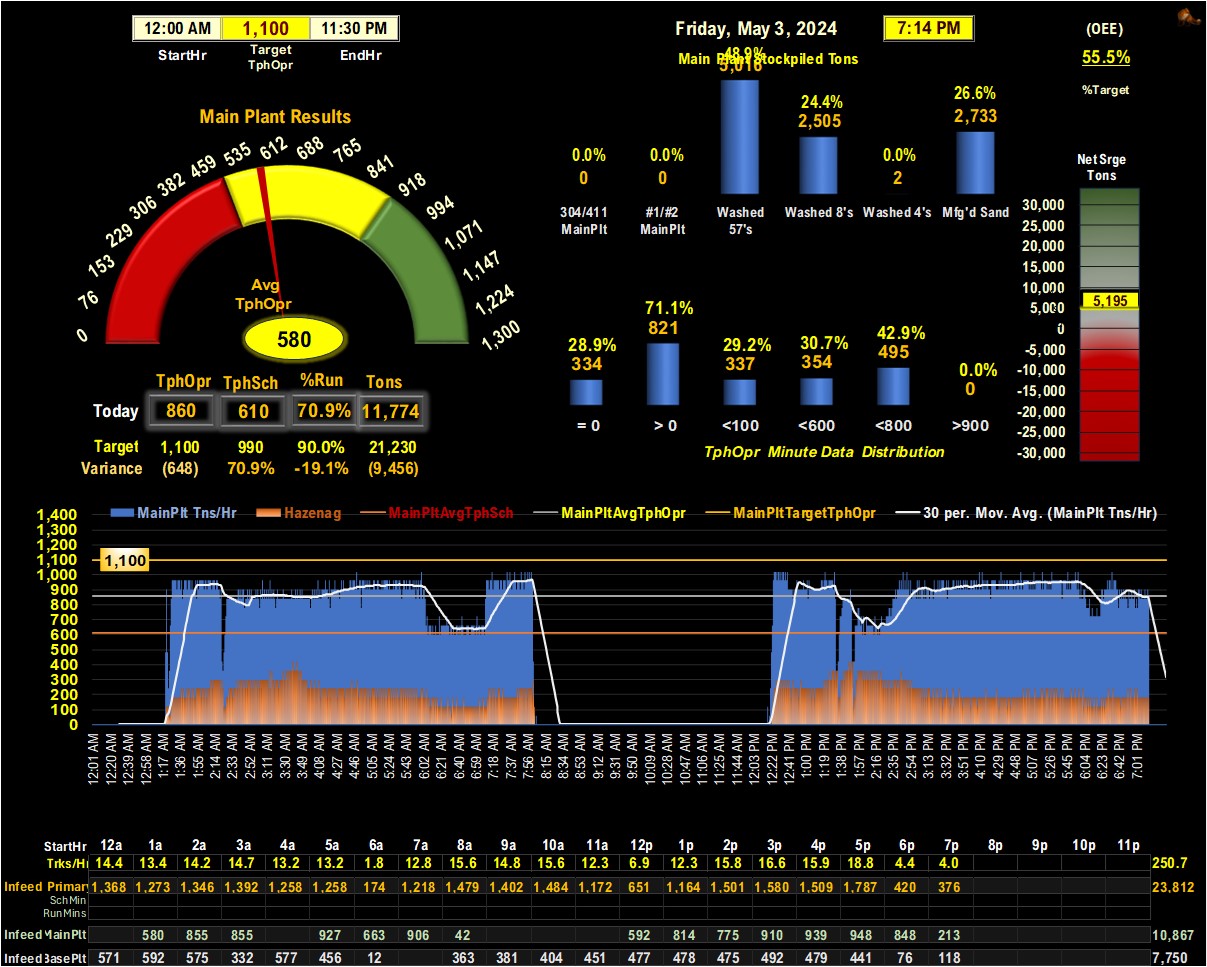 12:00 AM 1,100 11:30 PM
StartHr Target TphOpr EndHr
Friday, May 3, 2024 7:14 PM
(OEE)
55.5%
%Target
Main Plant Stockpiled Tons
48.9% 24.4% 26.6%
5,016 2,505 2,733
0.0% 0.0% 0.0%
0 0 2
304/411 MainPlt #1/#2 MainPlt Washed 57's Washed 8's Washed 4's Mfg'd Sand
Main Plant Results
0 76 153 229 306 382 459 535 612 688 765 841 918 994 1,071 1,147 1,224 1,300
Avg
TphOpr
580
TphOpr TphSch %Run Tons
Today 860 610 70.9% 11,774
Target 1,100 990 90.0% 21,230
Variance (648) 70.9% -19.1% (9,456)
28.9% 71.1% 29.2% 30.7% 42.9% 0.0%
334 821 337 354 495 0
= 0 > 0 <100 <600 <800 >900
TphOpr Minute Data Distribution
Net Srge
Tons
30,000
25,000
20,000
15,000
10,000
5,000
0
-5,000
-10,000
-15,000
-20,000
-25,000
-30,000
5,195
MainPlt Tns/Hr Hazenag MainPltAvgTphSch MainPltAvgTphOpr MainPltTargetTphOpr 30 per. Mov. Avg. (MainPlt Tns/Hr)
1,400
1,300
1,200
1,100
1,000
900
800
700
600
500
400
300
200
100
0
1,100
12:01 AM 12:20 AM 12:39 AM 12:58 AM 1:17 AM 1:36 AM 1:55 AM 2:14 AM 2:33 AM 2:52 AM 3:11 AM 3:30 AM 3:49 AM 4:08 AM 4:27 AM 4:46 AM 5:05 AM 5:24 AM 5:43 AM 6:02 AM 6:21 AM 6:40 AM 6:59 AM 7:18 AM 7:37 AM 7:56 AM 8:15 AM 8:34 AM 8:53 AM 9:12 AM 9:31 AM 9:50 AM 10:09 AM 10:28 AM 10:47 AM 11:06 AM 11:25 AM 11:44 AM 12:03 PM 12:22 PM 12:41 PM 1:00 PM 1:19 PM 1:38 PM 1:57 PM 2:16 PM 2:35 PM 2:54 PM 3:13 PM 3:32 PM 3:51 PM 4:10 PM 4:29 PM 4:48 PM 5:07 PM 5:26 PM 5:45 PM 6:04 PM 6:23 PM 6:42 PM 7:01 PM
StartHr 12a 1a 2a 3a 4a 5a 6a 7a 8a 9a 10a 11a 12p 1p 2p 3p 4p 5p 6p 7p 8p 9p 10p 11p
Trks/Hr 14.4 13.4 14.2 14.7 13.2 13.2 1.8 12.8 15.6 14.8 15.6 12.3 6.9 12.3 15.8 16.6 15.9 18.8 4.4 4.0 250.7
Infeed Primary 1,368 1,273 1,346 1,392 1,258 1,258 174 1,218 1,479 1,402 1,484 1,172 651 1,164 1,501 1,580 1,509 1,787 420 376 23,812
SchMin
RunMins
Infeed MainPlt 580 855 855 927 663 906 42 592 814 775 910 939 948 848 213 10,867
Infeed BasePlt 571 592 575 332 577 456 12 363 381 404 451 477 478 475 492 479 441 76 118 7,750